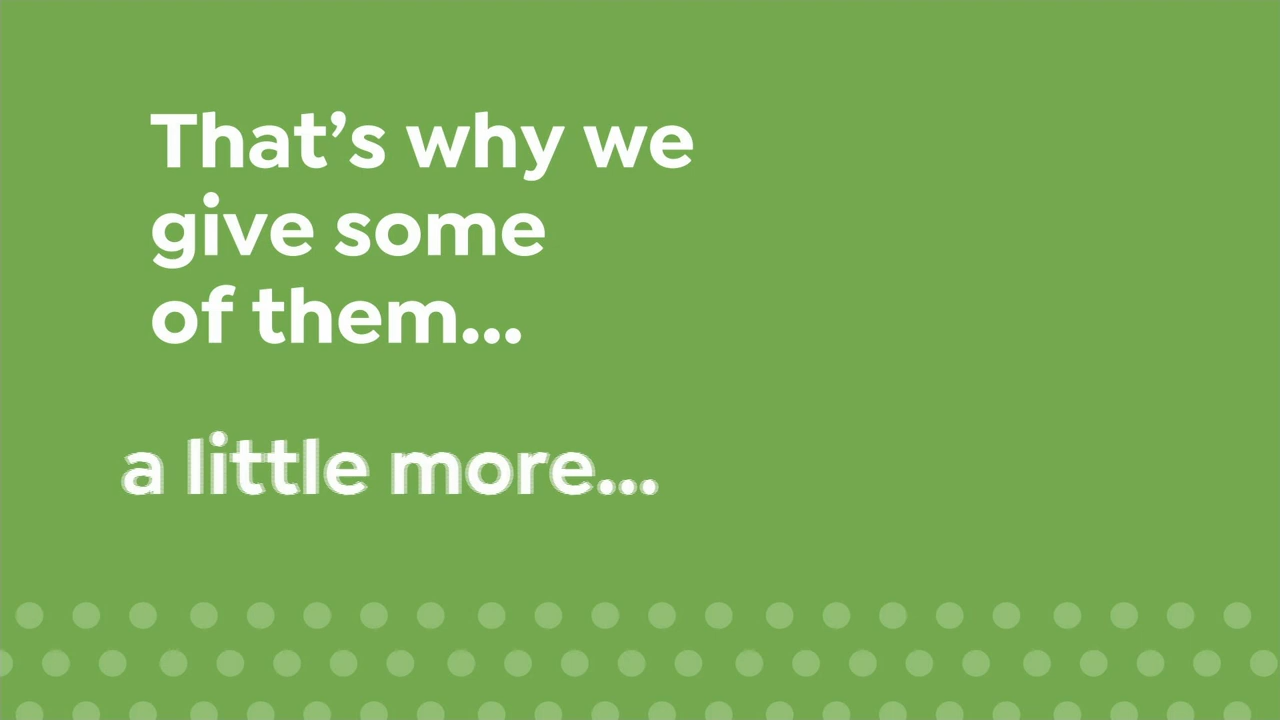 That’s why we
give some
of them...
a little more...